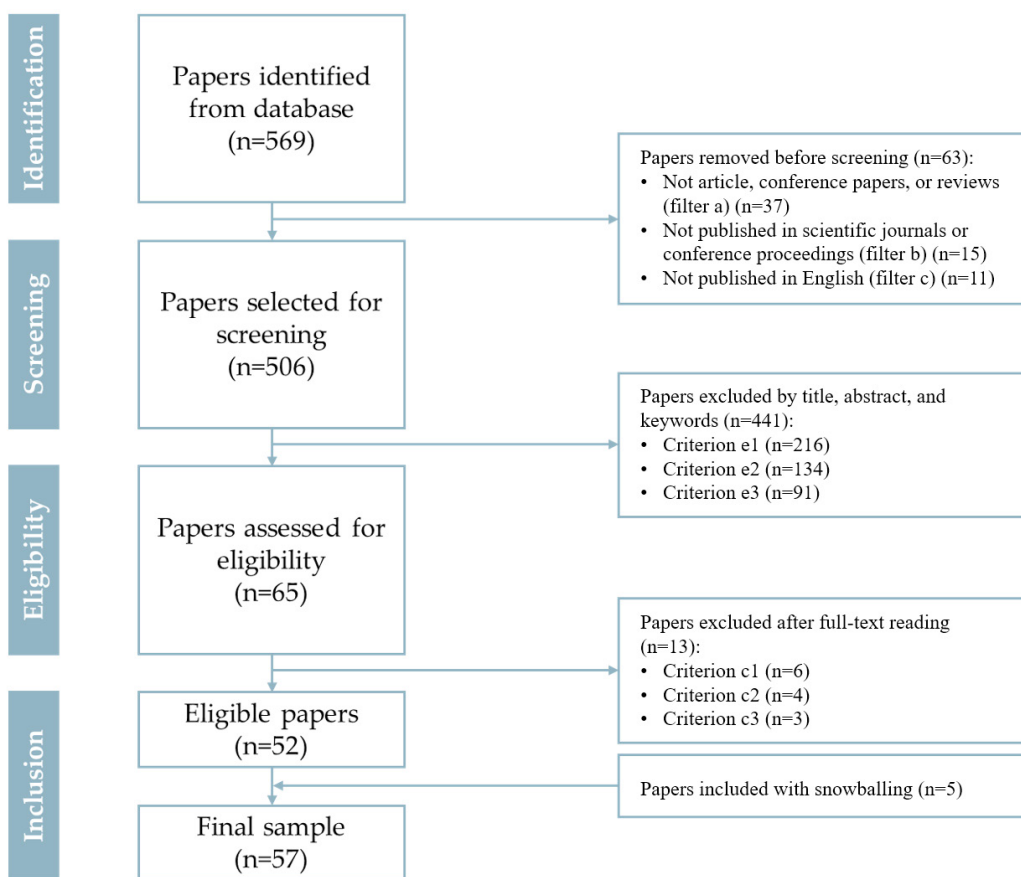 Identification
Papers identified
from database
(n=569)
Papers removed before screening (n=63):
• Not article, conference papers, or reviews
(filter a) (n=37)
• Not published in scientific journals or
conference proceedings (filter b) (n=15)
• Not published in English (filter c) (n=11)
Screening
Papers selected for
screening
(n=506)
Papers excluded by title, abstract, and
keywords (n=441):
• Criterion e1 (n=216)
• Criterion e2 (n=134)
• Criterion e3 (n=91)
Eligibility
Papers assessed for
eligibility
(n=65)
Papers excluded after full-text reading
(n=13):
• Criterion c1 (n=6)
• Criterion c2 (n=4)
• Criterion c3 (n=3)
Inclusion
Eligible papers
(n=52)
Papers included with snowballing (n=5)
Final sample
(n=57)